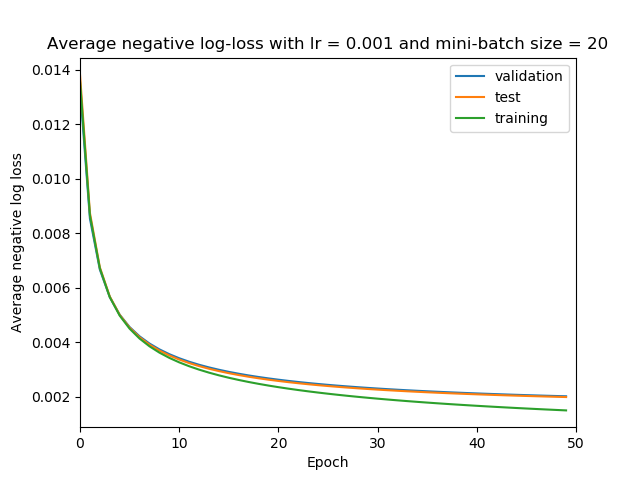 Average negative log-loss with lr = 0.001 and mini-batch size = 20
validation
test
training
0.014
0.012
0.010
0.008
0.006
0.004
0.002
Average negative log loss
0 10 20 30 40 50
Epoch